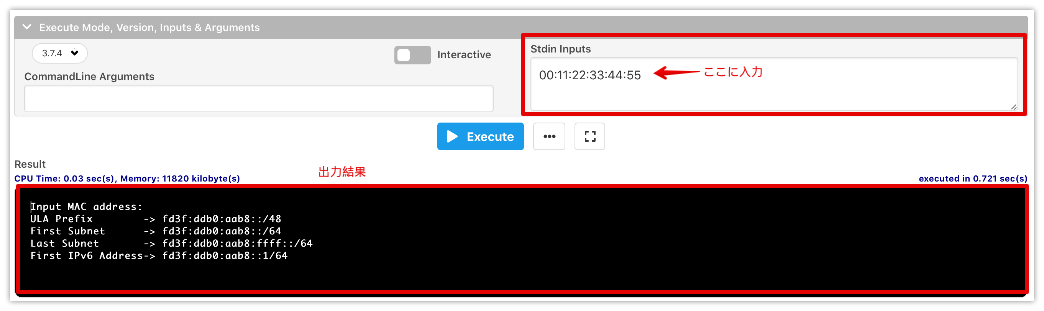 Execute Mode, Version, Inputs & Arguments
3.7.4
Interactive
Stdin Inputs
CommandLine Arguments
00:11:22:33:44:55
ここに入力
Execute
•••
Result
出力結果
CPU Time: 0.03 sec(s), Memory: 11820 kilobyte(s)
executed in 0.721 sec(s)
Input MAC address:
ULA Prefix -> fd3f:ddb0:aab8::/48
First Subnet -> fd3f:ddb0:aab8::/64
Last Subnet -> fd3f:ddb0:aab8:ffff::/64
First IPv6 Address-> fd3f:ddb0:aab8::1/64